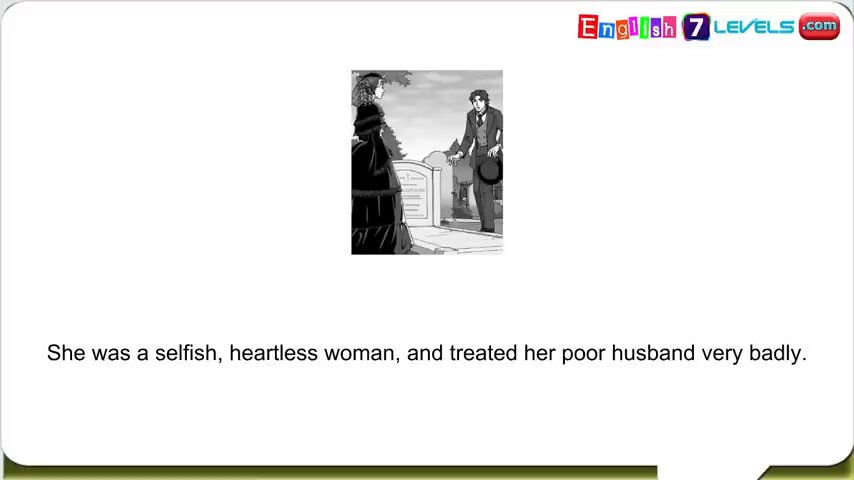 English 7 LEVELS .com
She was a selfish, heartless woman, and treated her poor husband very badly.